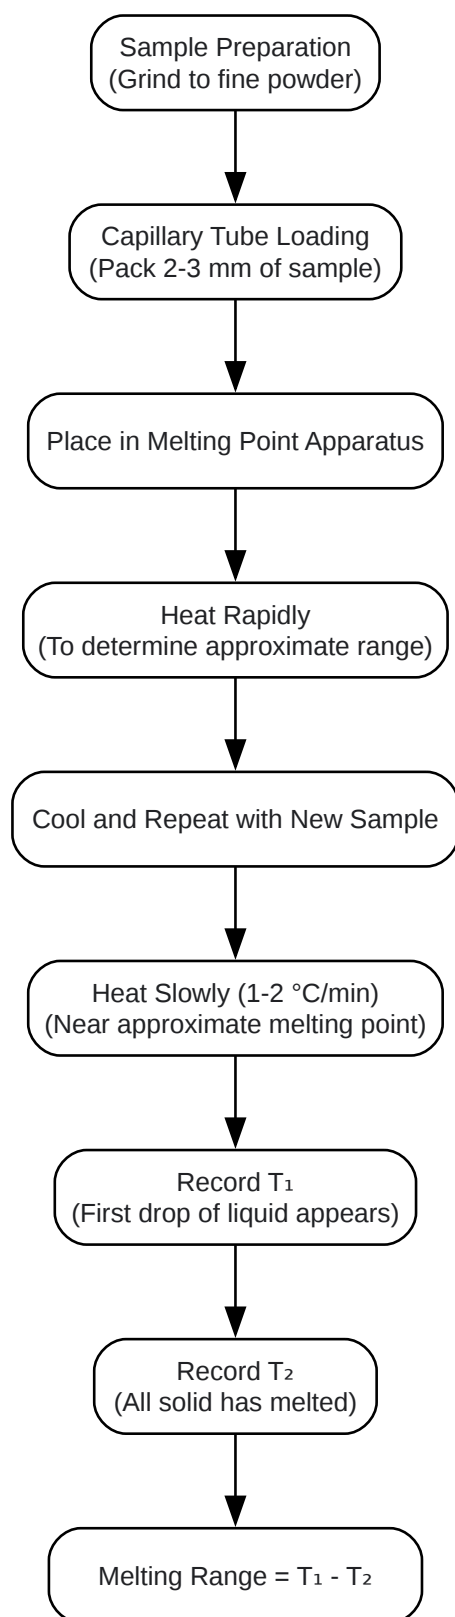 Sample Preparation
(Grind to fine powder)
Capillary Tube Loading
(Pack 2-3 mm of sample)
Place in Melting Point Apparatus
Heat Rapidly
(To determine approximate range)
Cool and Repeat with New Sample
Heat Slowly (1-2 °C/min)
(Near approximate melting point)
Record T₁
(First drop of liquid appears)
Record T₂
(All solid has melted)
Melting Range = T₁ - T₂